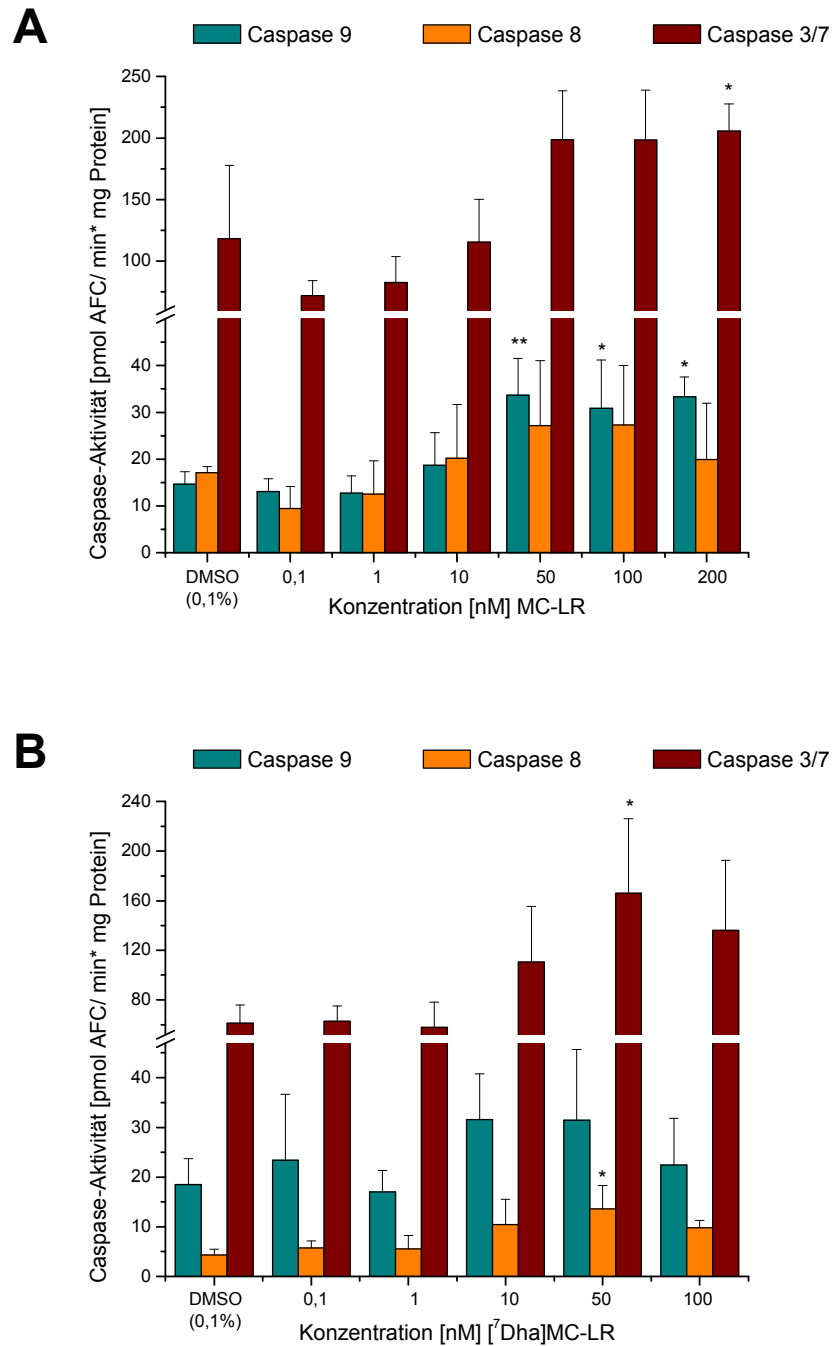 A
Caspase 9 Caspase 8 Caspase 3/7
Caspase-Aktivität [pmol AFC/ min* mg Protein]
250
200
150
100
40
30
20
10
0
** * * *
DMSO (0,1%) 0,1 1 10 50 100 200
Konzentration [nM] MC-LR
B
Caspase 9 Caspase 8 Caspase 3/7
Caspase-Aktivität [pmol AFC/ min* mg Protein]
240
200
160
120
80
40
30
20
10
0
* *
DMSO (0,1%) 0,1 1 10 50 100
Konzentration [nM] [⁷Dha]MC-LR